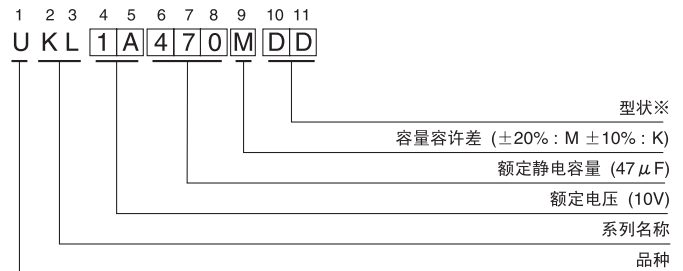 1 2 3 4 5 6 7 8 9 10 11
U K L 1 A 4 7 0 M D D
型状※
容量容许差 (±20% : M ±10% : K)
额定静电容量 (47μF)
额定电压 (10V)
系列名称
品种